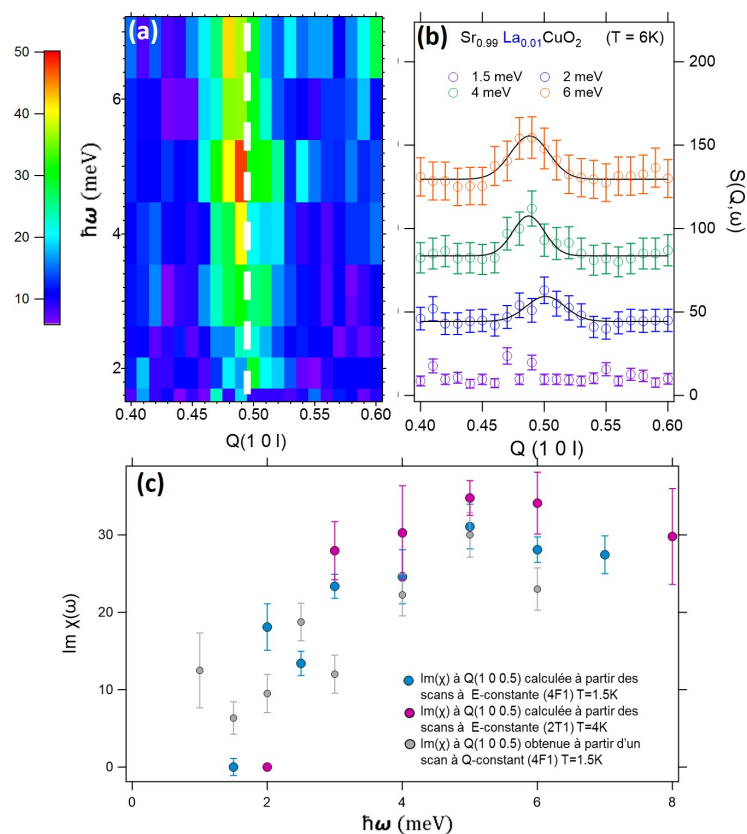 (a)
50
40
30
20
10
6
4
2
ħω (meV)
0.40 0.45 0.50 0.55 0.60
Q(1 0 l)
(b)
Sr0.99 La0.01CuO2 (T = 6K)
1.5 meV 2 meV
4 meV 6 meV
200
150
100
50
0
S(Q,ω)
0.40 0.45 0.50 0.55 0.60
Q (1 0 l)
(c)
30
20
10
0
Im χ(ω)
Im(χ) à Q(1 0 0.5) calculée à partir des
scans à E-constante (4F1) T=1.5K
Im(χ) à Q(1 0 0.5) calculée à partir des
scans à E-constante (2T1) T=4K
Im(χ) à Q(1 0 0.5) obtenue à partir d'un
scan à Q-constant (4F1) T=1.5K
0 2 4 6 8
ħω (meV)